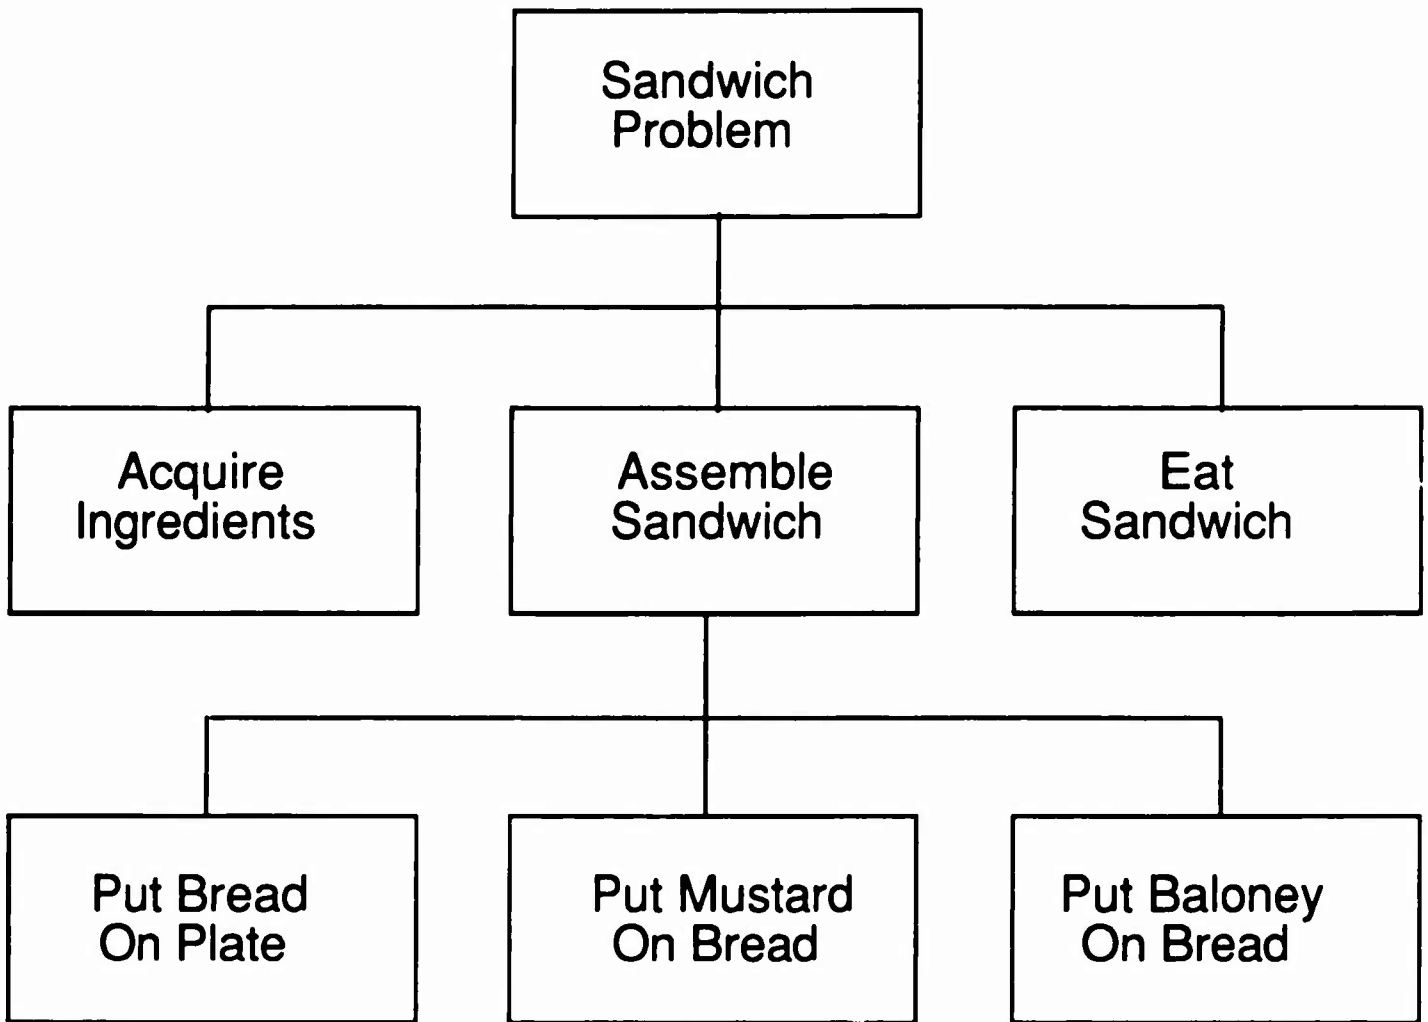 Sandwich
Problem
Acquire
Ingredients
Assemble
Sandwich
Eat
Sandwich
Put Bread
On Plate
Put Mustard
On Bread
Put Baloney
On Bread